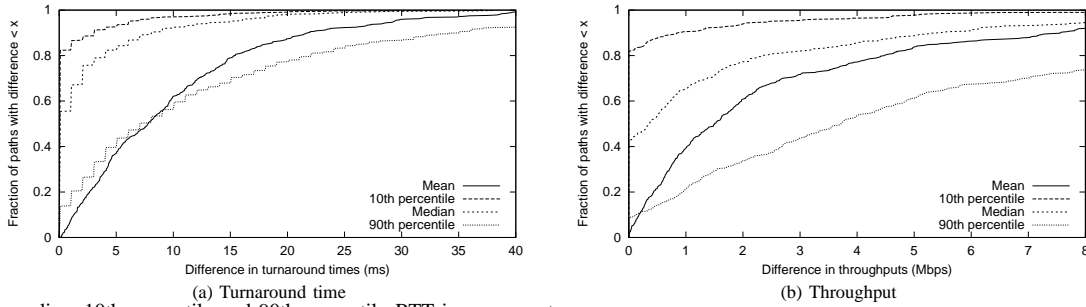 Fraction of paths with difference < x
1
0.8
0.6
0.4
0.2
0
Mean
10th percentile
Median
90th percentile
0 5 10 15 20 25 30 35 40
Difference in turnaround times (ms)
(a) Turnaround time
Fraction of paths with difference < x
1
0.8
0.6
0.4
0.2
0
Mean
10th percentile
Median
90th percentile
0 1 2 3 4 5 6 7 8
Difference in throughputs (Mbps)
(b) Throughput